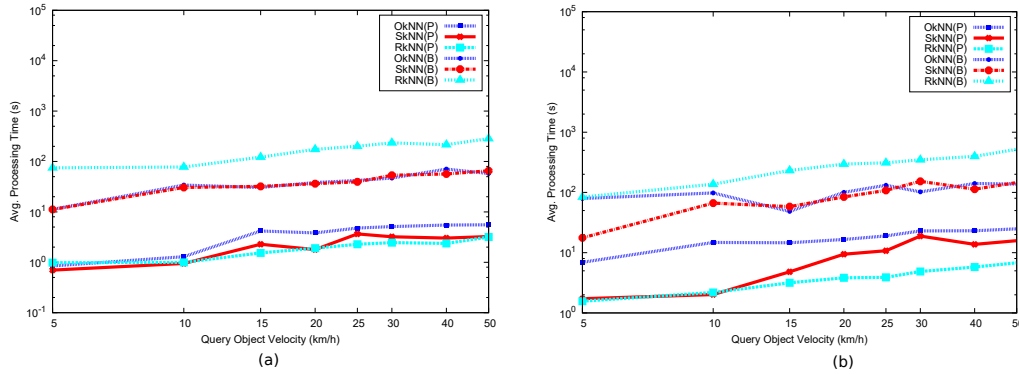 10^5
10^4
10^3
10^2
10^1
10^0
10^-1
Avg. Processing Time (s)
OkNN(P)
SkNN(P)
RkNN(P)
OkNN(B)
SkNN(B)
RkNN(B)
5 10 15 20 25 30 40 50
Query Object Velocity (km/h)
(a)
10^5
10^4
10^3
10^2
10^1
10^0
Avg. Processing Time (s)
OkNN(P)
SkNN(P)
RkNN(P)
OkNN(B)
SkNN(B)
RkNN(B)
5 10 15 20 25 30 40 50
Query Object Velocity (km/h)
(b)